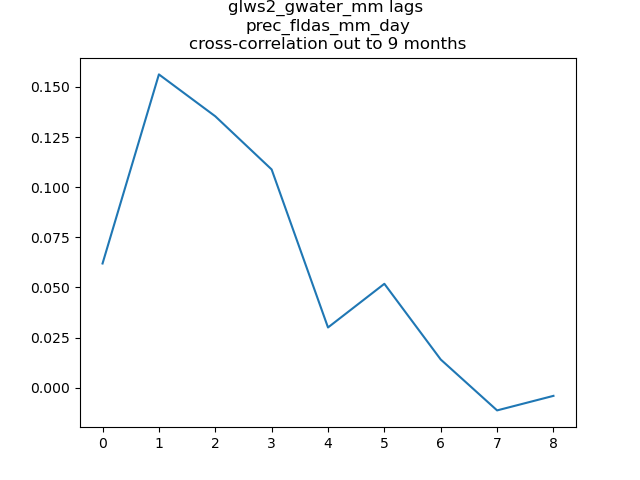 glws2_gwater_mm lags
prec_fldas_mm_day
cross-correlation out to 9 months
0.150
0.125
0.100
0.075
0.050
0.025
0.000
0 1 2 3 4 5 6 7 8